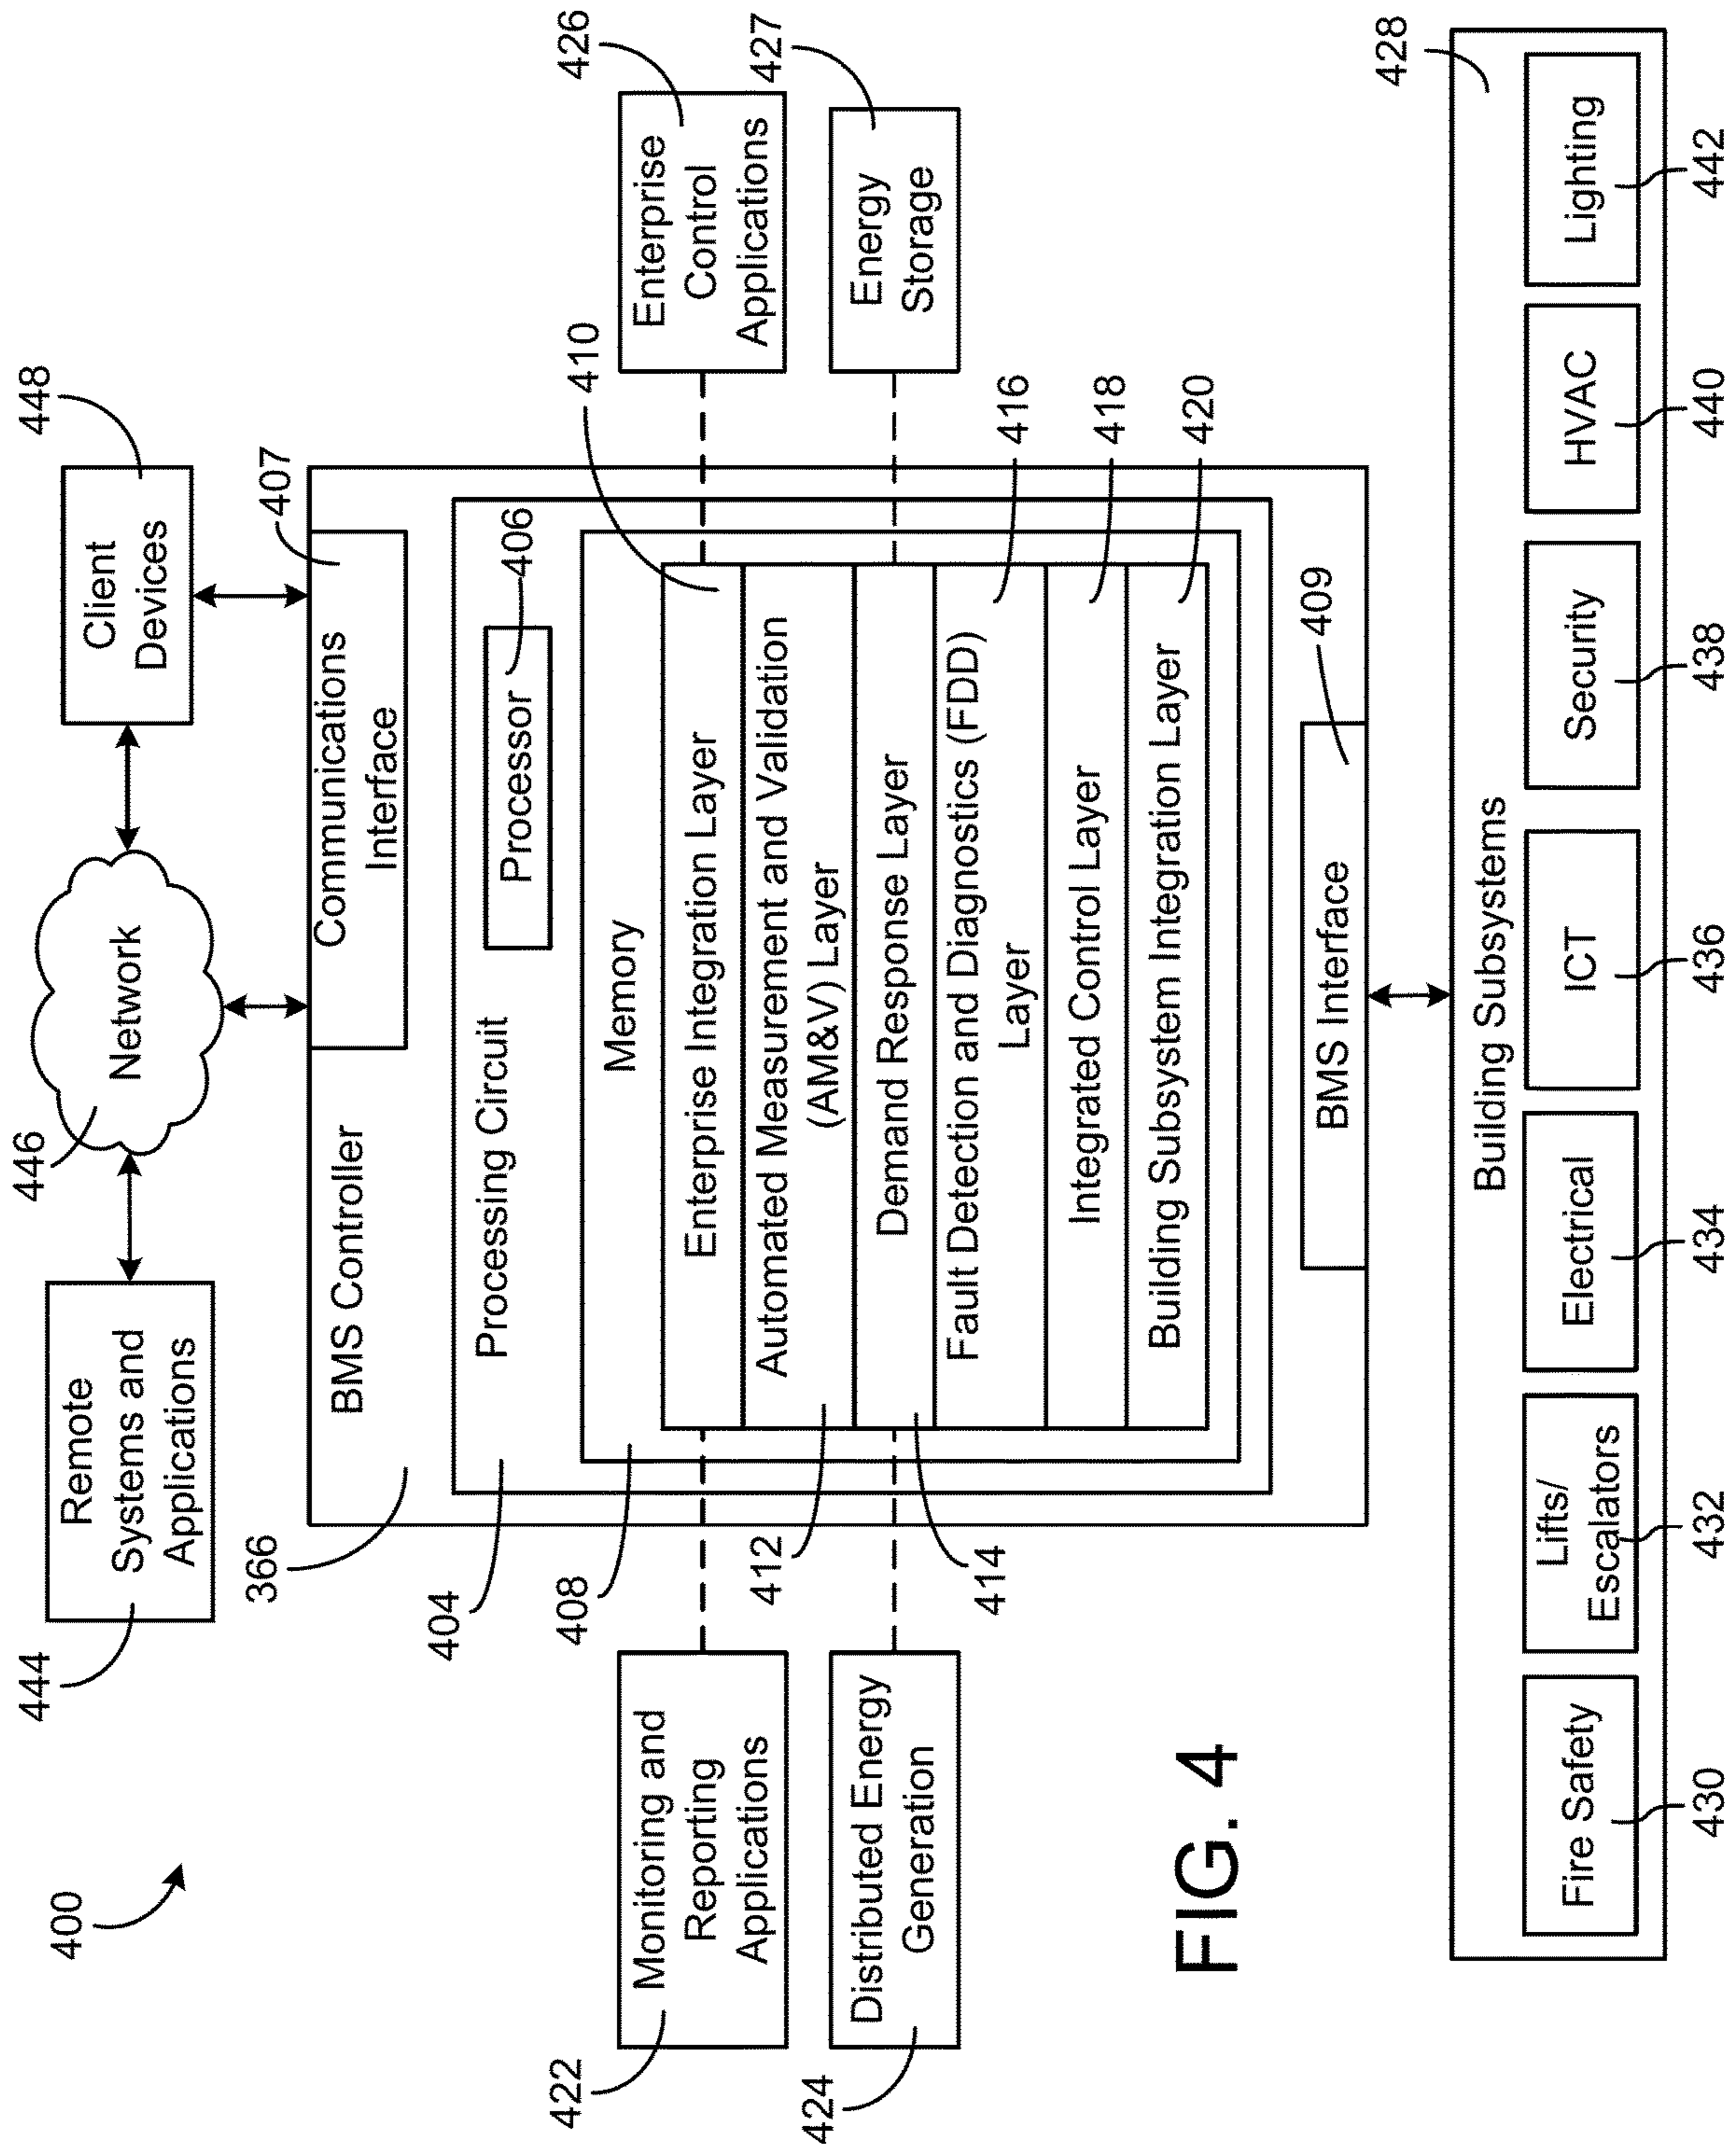 400
444
Remote
Systems and
Applications
446
Network
448
Client
Devices
366
BMS Controller
407
Communications
Interface
404
Processing Circuit
Processor
406
408
Memory
410
Enterprise Integration Layer
412
Automated Measurement and Validation
(AM&V) Layer
414
Demand Response Layer
416
Fault Detection and Diagnostics (FDD)
Layer
418
Integrated Control Layer
420
Building Subsystem Integration Layer
409
BMS Interface
422
Monitoring and
Reporting
Applications
424
Distributed Energy
Generation
426
Enterprise
Control
Applications
427
Energy
Storage
428
Building Subsystems
Fire Safety
Lifts/
Escalators
Electrical
ICT
Security
HVAC
Lighting
430
432
434
436
438
440
442
FIG. 4